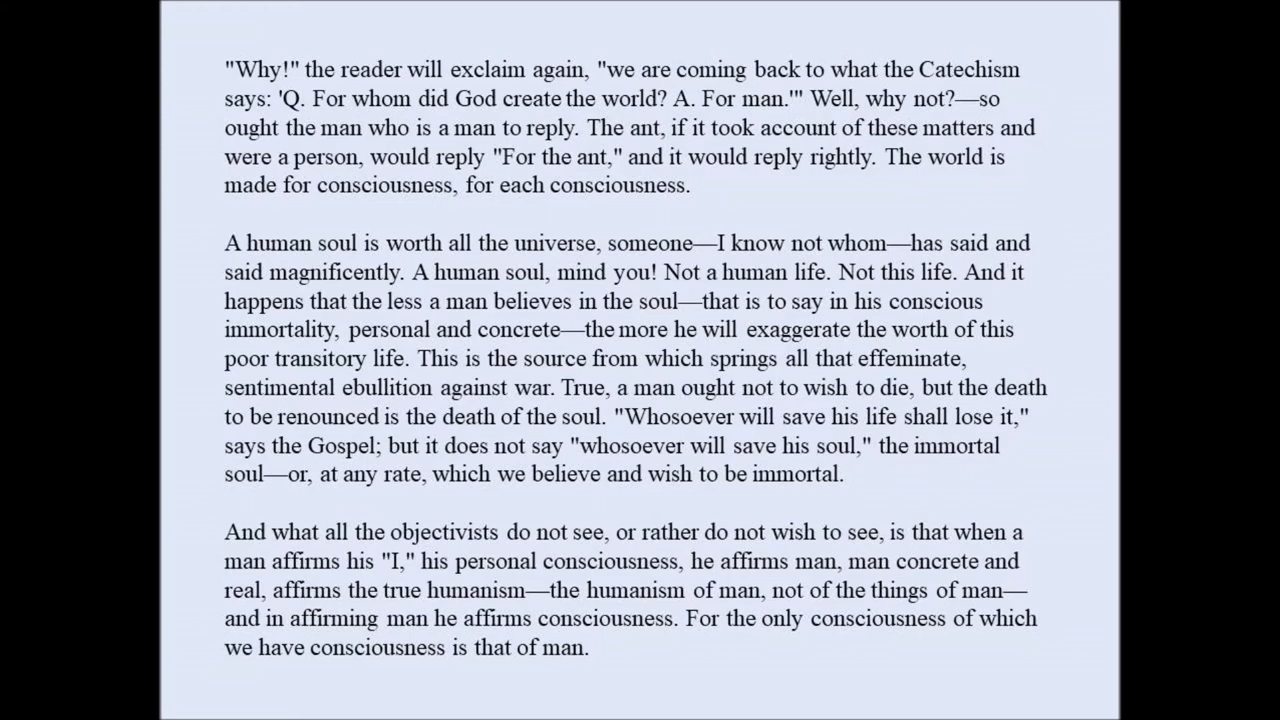 "Why!" the reader will exclaim again, "we are coming back to what the Catechism
says: 'Q. For whom did God create the world? A. For man.'" Well, why not?—so
ought the man who is a man to reply. The ant, if it took account of these matters and
were a person, would reply "For the ant," and it would reply rightly. The world is
made for consciousness, for each consciousness.
A human soul is worth all the universe, someone—I know not whom—has said and
said magnificently. A human soul, mind you! Not a human life. Not this life. And it
happens that the less a man believes in the soul—that is to say in his conscious
immortality, personal and concrete—the more he will exaggerate the worth of this
poor transitory life. This is the source from which springs all that effeminate,
sentimental ebullition against war. True, a man ought not to wish to die, but the death
to be renounced is the death of the soul. "Whosoever will save his life shall lose it,"
says the Gospel; but it does not say "whosoever will save his soul," the immortal
soul—or, at any rate, which we believe and wish to be immortal.
And what all the objectivists do not see, or rather do not wish to see, is that when a
man affirms his "I," his personal consciousness, he affirms man, man concrete and
real, affirms the true humanism—the humanism of man, not of the things of man—
and in affirming man he affirms consciousness. For the only consciousness of which
we have consciousness is that of man.